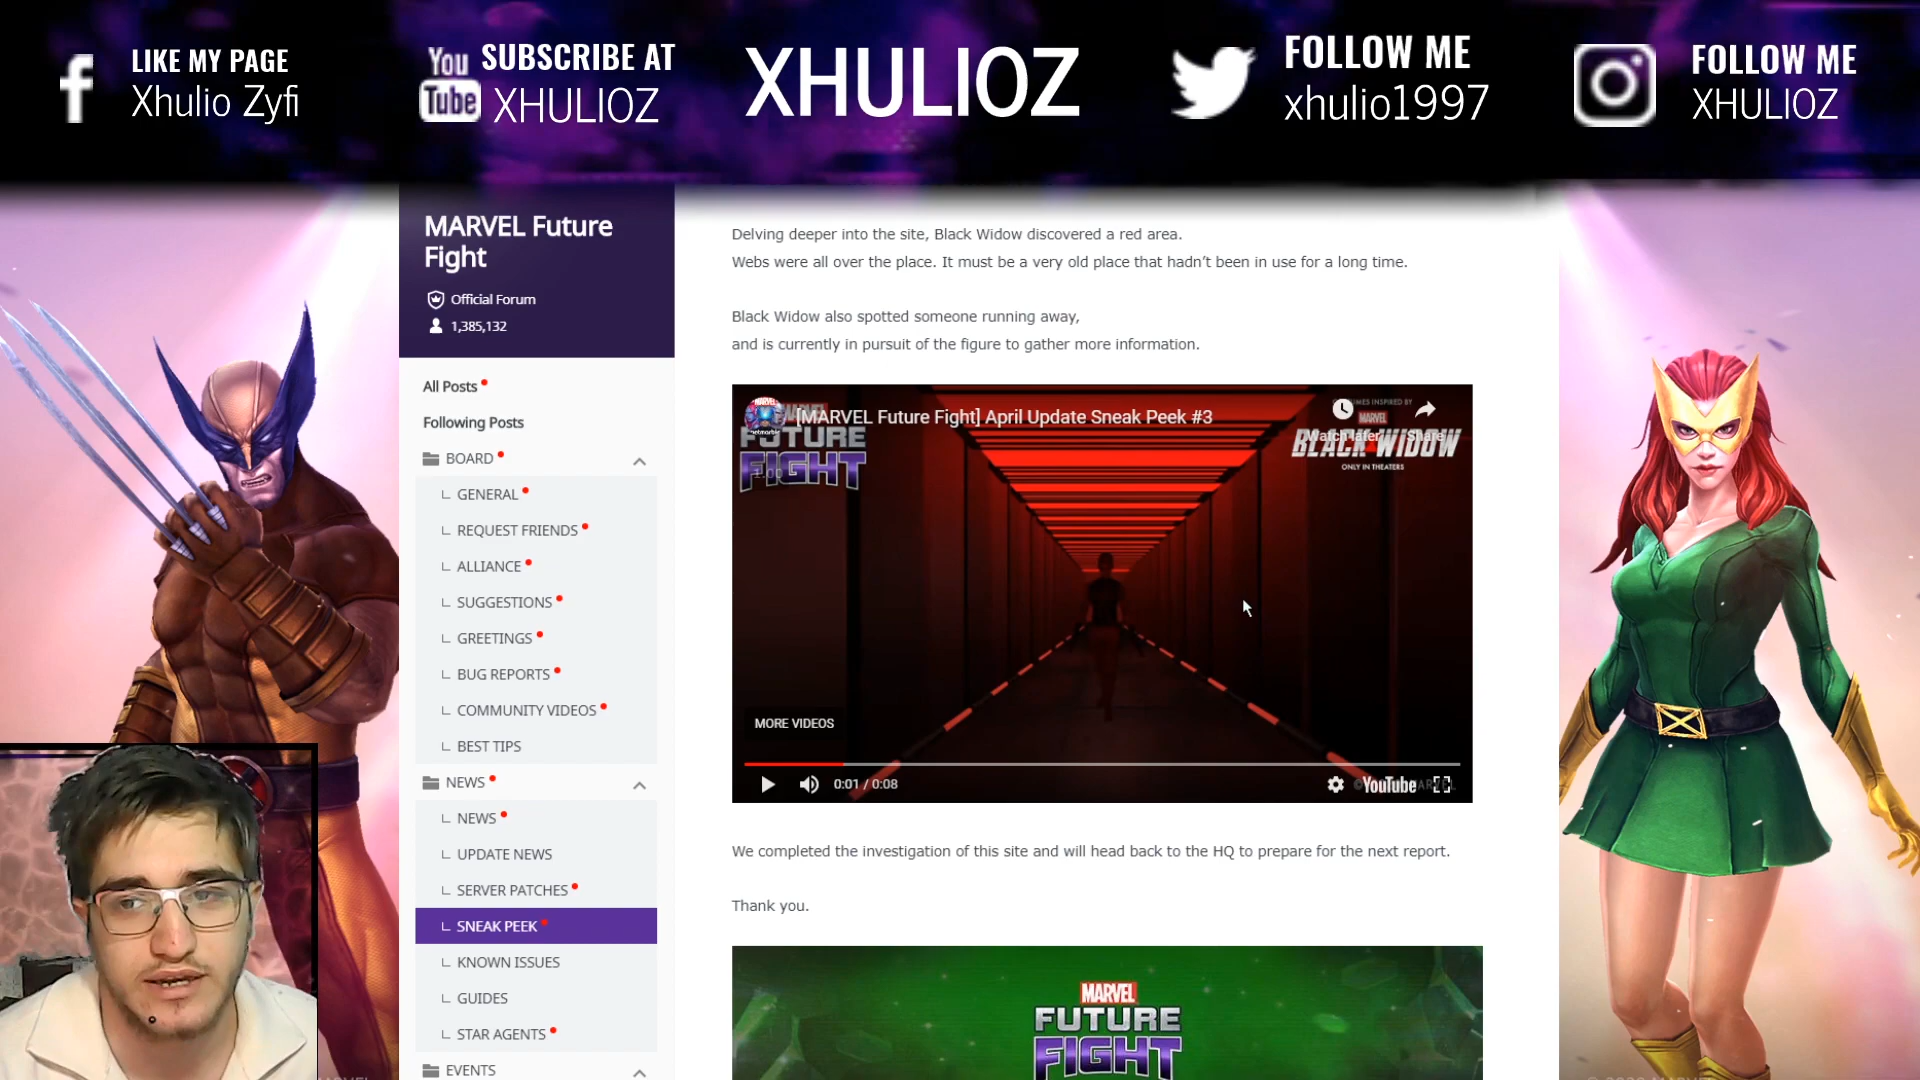 LIKE MY PAGE
Xhulio Zyfi
You
Tube
SUBSCRIBE AT
XHULIOZ
XHULIOZ
FOLLOW ME
xhulio1997
FOLLOW ME
XHULIOZ
MARVEL Future
Fight
Official Forum
1,385,132
All Posts
Following Posts
BOARD
GENERAL
REQUEST FRIENDS
ALLIANCE
SUGGESTIONS
GREETINGS
BUG REPORTS
COMMUNITY VIDEOS
BEST TIPS
NEWS
NEWS
UPDATE NEWS
SERVER PATCHES
SNEAK PEEK
KNOWN ISSUES
GUIDES
STAR AGENTS
EVENTS
Delving deeper into the site, Black Widow discovered a red area.
Webs were all over the place. It must be a very old place that hadn’t been in use for a long time.
Black Widow also spotted someone running away,
and is currently in pursuit of the figure to gather more information.
[MARVEL Future Fight] April Update Sneak Peek #3
FUTURE
FIGHT
INSPIRED BY
MARVEL
BLACK WIDOW
ONLY IN THEATERS
Watch later
Share
MORE VIDEOS
0:01 / 0:08
YouTube
We completed the investigation of this site and will head back to the HQ to prepare for the next report.
Thank you.
MARVEL
FUTURE
FIGHT